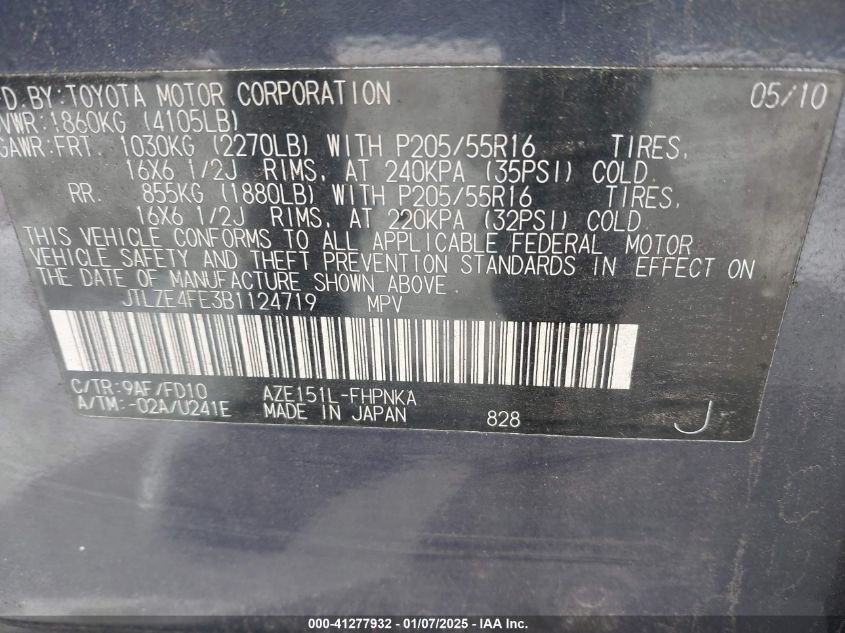 D. BY: TOYOTA MOTOR CORPORATION 05/10
VWR: 1860KG (4105LB)
GAWR: FRT. 1030KG (2270LB) WITH P205/55R16 TIRES,
16X6 1/2J RIMS, AT 240KPA (35PSI) COLD
RR. 855KG (1880LB) WITH P205/55R16 TIRES,
16X6 1/2J RIMS, AT 220KPA (32PSI) COLD.
THIS VEHICLE CONFORMS TO ALL APPLICABLE FEDERAL MOTOR
VEHICLE SAFETY AND THEFT PREVENTION STANDARDS IN EFFECT ON
THE DATE OF MANUFACTURE SHOWN ABOVE.
JTLZE4FE3B1124719 MPV
C/TR: 9AF/FD10 AZE151L-FHPNKA
A/TM: -02A/U241E MADE IN JAPAN 828 J
000-41277932 - 01/07/2025 - IAA Inc.